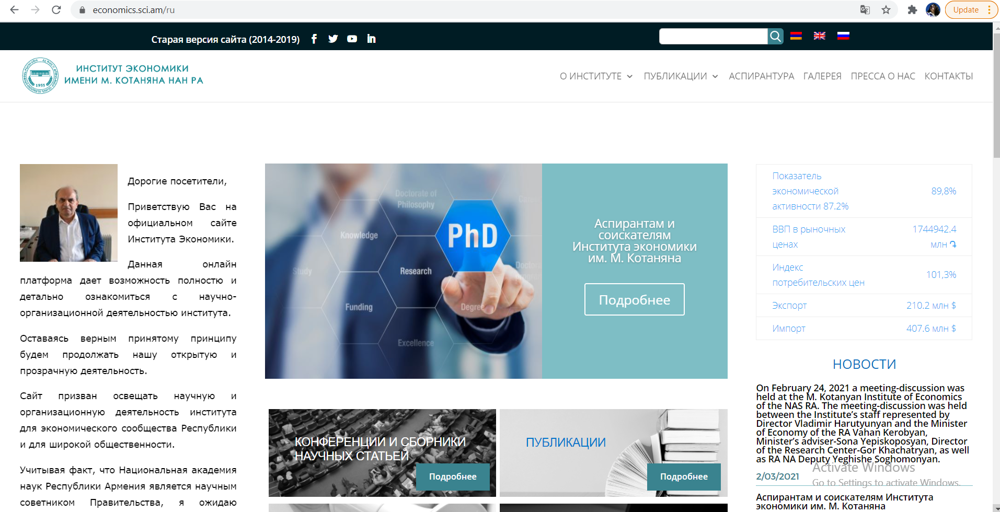 economics.sci.am/ru
Update
Старая версия сайта (2014-2019)
ИНСТИТУТ ЭКОНОМИКИ
ИМЕНИ М. КОТАНЯНА НАН РА
1955
О ИНСТИТУТЕ
ПУБЛИКАЦИИ
АСПИРАНТУРА
ГАЛЕРЕЯ
ПРЕССА О НАС
КОНТАКТЫ
Дорогие посетители,
Приветствую Вас на
официальном сайте
Института Экономики.
Данная онлайн
платформа дает возможность полностью и
детально ознакомиться с научно-
организационной деятельностью института.
Оставаясь верным принятому принципу
будем продолжать нашу открытую и
прозрачную деятельность.
Сайт призван освещать научную и
организационную деятельность института
для экономического сообщества Республики
и для широкой общественности.
Учитывая факт, что Национальная академия
наук Республики Армения является научным
советником Правительства, я ожидаю
Doctorate of
Philosophy
Knowledge
PhD
Study
Research
Funding
Degree
Excellence
Аспирантам и
соискателям
Института экономики
им. М. Котаняна
Подробнее
КОНФЕРЕНЦИИ И СБОРНИКИ
НАУЧНЫХ СТАТЬЕЙ
Подробнее
ПУБЛИКАЦИИ
Подробнее
Показатель
экономической
активности 87.2%
89,8%
ВВП в рыночных
ценах
1744942.4
млн ֏
Индекс
потребительских цен
101,3%
Экспорт
210.2 млн $
Импорт
407.6 млн $
НОВОСТИ
On February 24, 2021 a meeting-discussion was
held at the M. Kotanyan Institute of Economics
of the NAS RA. The meeting-discussion was held
between the Institute's staff represented by
Director Vladimir Harutyunyan and the Minister
of Economy of the RA Vahan Kerobyan,
Minister's adviser-Sona Yepiskoposyan, Director
of the Research Center-Gor Khachatryan, as well
as RA NA Deputy Yeghishe Soghomonyan.
2/03/2021
Activate Windows
Go to Settings to activate Windows.
Аспирантам и соискателям Института
экономики им. М. Котаняна